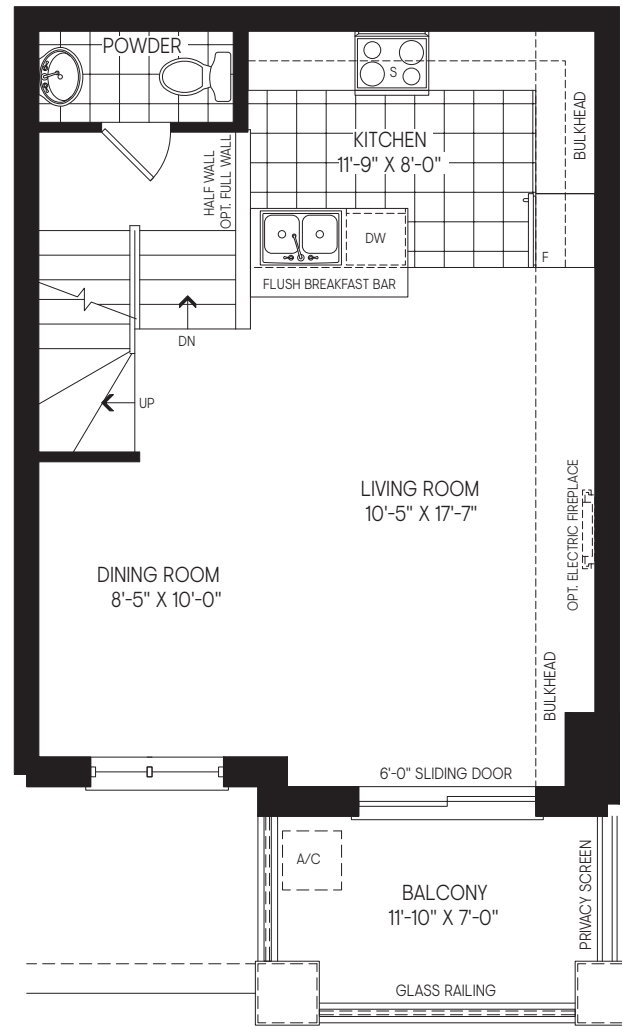 POWDER
S
KITCHEN
11'-9" X 8'-0"
BULKHEAD
HALF WALL
OPT. FULL WALL
DW
F
FLUSH BREAKFAST BAR
DN
UP
LIVING ROOM
10'-5" X 17'-7"
OPT. ELECTRIC FIREPLACE
DINING ROOM
8'-5" X 10'-0"
BULKHEAD
6'-0" SLIDING DOOR
A/C
BALCONY
11'-10" X 7'-0"
PRIVACY SCREEN
GLASS RAILING